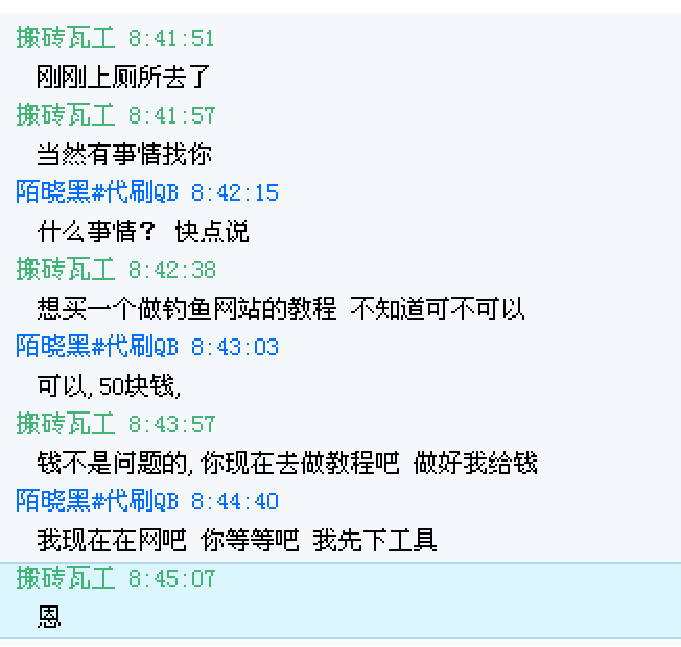 搬砖瓦工 8:41:51
刚刚上厕所去了
搬砖瓦工 8:41:57
当然有事情找你
陌晓黑#代刷QB 8:42:15
什么事情? 快点说
搬砖瓦工 8:42:38
想买一个做钓鱼网站的教程 不知道可不可以
陌晓黑#代刷QB 8:43:03
可以,50块钱,
搬砖瓦工 8:43:57
钱不是问题的,你现在去做教程吧 做好我给钱
陌晓黑#代刷QB 8:44:40
我现在在网吧 你等等吧 我先下工具
搬砖瓦工 8:45:07
恩